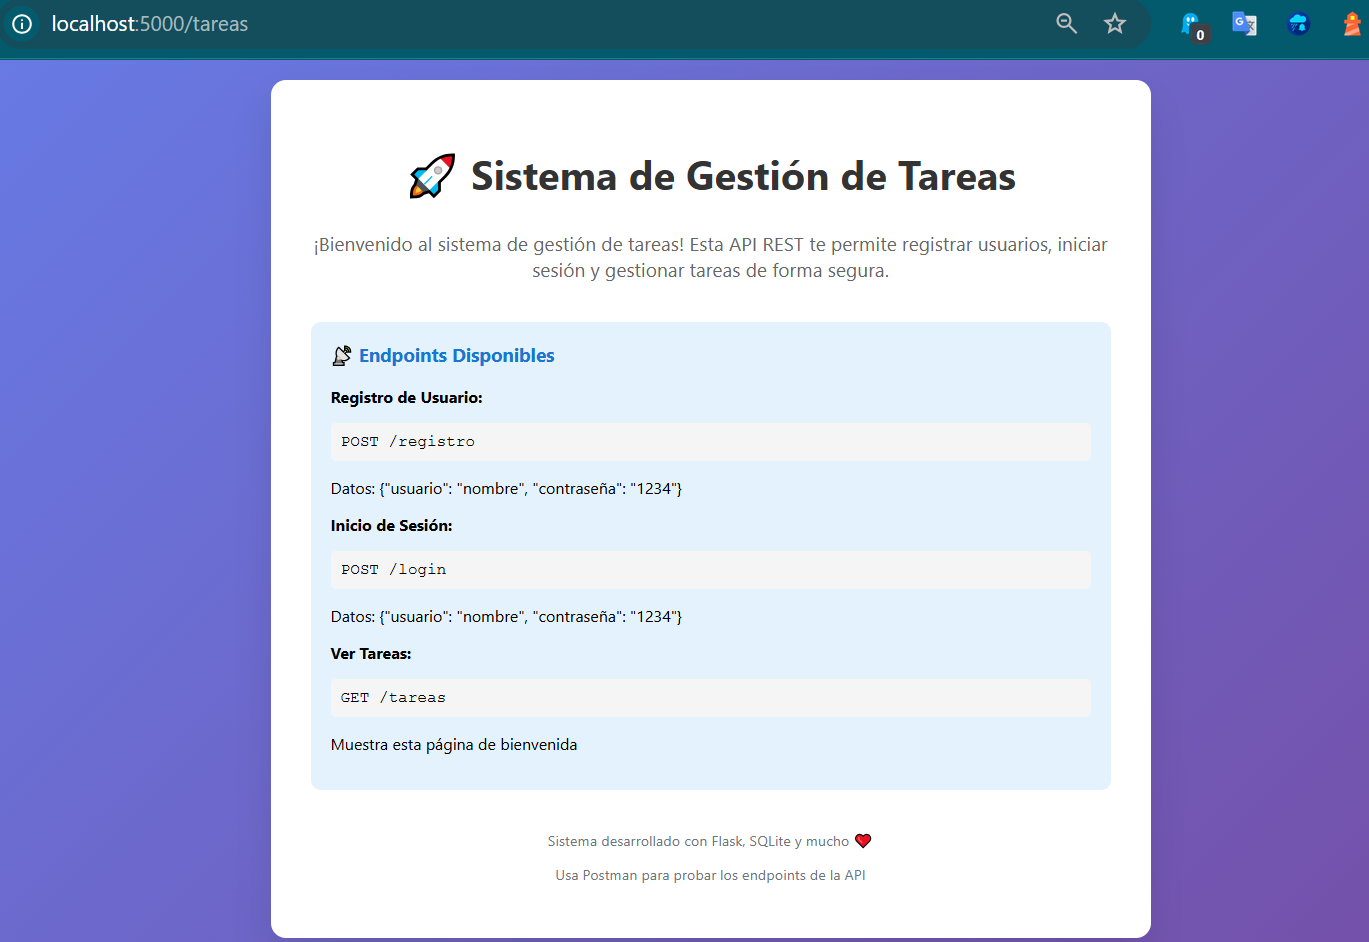 localhost:5000/tareas
0
🚀 Sistema de Gestión de Tareas
¡Bienvenido al sistema de gestión de tareas! Esta API REST te permite registrar usuarios, iniciar
sesión y gestionar tareas de forma segura.
📡 Endpoints Disponibles
Registro de Usuario:
POST /registro
Datos: {"usuario": "nombre", "contraseña": "1234"}
Inicio de Sesión:
POST /login
Datos: {"usuario": "nombre", "contraseña": "1234"}
Ver Tareas:
GET /tareas
Muestra esta página de bienvenida
Sistema desarrollado con Flask, SQLite y mucho ❤️
Usa Postman para probar los endpoints de la API